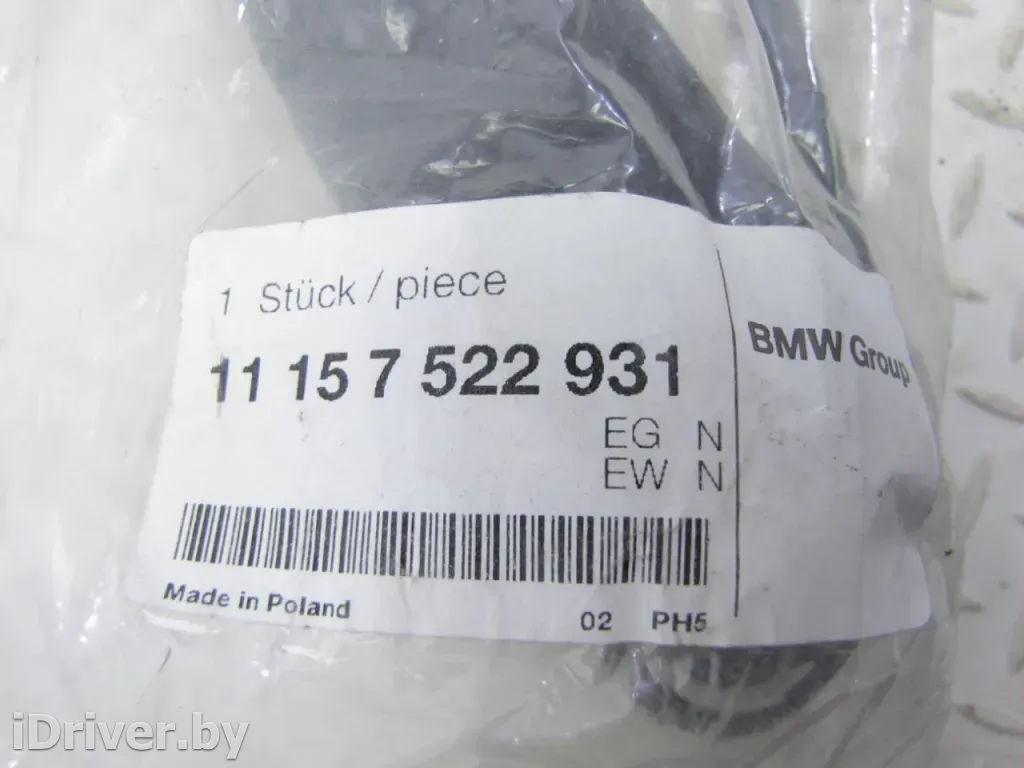 1 Stück / piece
11 15 7 522 931
BMW Group
EG N
EW N
Made in Poland 02 PH5
iDriver.by